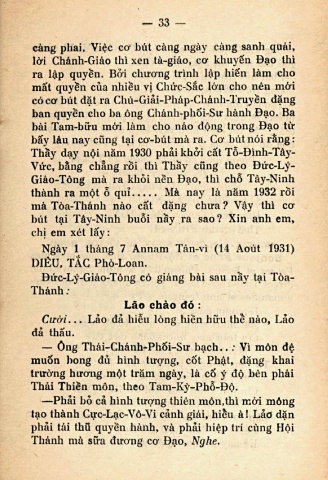 — 33 —
càng phai. Việc cơ bút càng ngày càng sanh quái,
lời Chánh-Giáo thì xen tà-giáo, cơ khuyến Đạo thì
ra lập quyền. Bởi chương trình lập hiến làm cho
mất quyền của nhiều vị Chức-Sắc lớn cho nên mới
có cơ bút đặt ra Chú-Giải-Pháp-Chánh-Truyền đặng
ban quyền cho ba ông Chánh-phối-Sư hành Đạo. Ba
bài Tam-bữu mới làm cho náo động trong Đạo từ
bấy lâu nay cũng tại cơ-bút mà ra. Cơ bút nói rằng:
Thầy dạy nội năm 1930 phải khỏi cất Tổ-Đình-Tây-
Vức, bằng chẳng rồi thì Thầy cũng theo Đức-Lý-
Giáo-Tông mà ra khỏi nền Đạo, thì chỗ Tây-Ninh
thành ra một ổ quỉ..... Mà nay là năm 1932 rồi
mà Tòa-Thánh nào cất dặng chưa? Vậy thì cơ
bút tại Tây-Ninh buổi nầy ra sao? Xin anh em,
chị em xét lấy:
Ngày 1 tháng 7 Annam Tân-vì (14 Août 1931)
DIÊU, TẮC Phò-Loan.
Đức-Lý-Giáo-Tông có giáng bài sau nầy tại Tòa-
Thánh:
Lão chào đó:
Cười... Lão đã hiểu lòng hiền hữu thế nào, Lão
đã thấu.
— Ông Thái-Chánh-Phối-Sư bạch..: Vì môn đệ
muốn hong đủ hình tượng, cốt Phật, đặng khai
trường hương một trăm ngày, là cố ý độ bên phái
Thái Thiên môn, theo Tam-Kỳ-Phổ-Độ.
—Phải bỏ cả hình tượng thiên môn,thì mới mông
tạo thành Cực-Lạc-Vô-Vi cảnh giái, hiểu à! Lão dặn
phải tái thủ quyền hành, và phải hiệp trí cùng Hội
Thánh mà sữa đương cơ Đạo, Nghe.